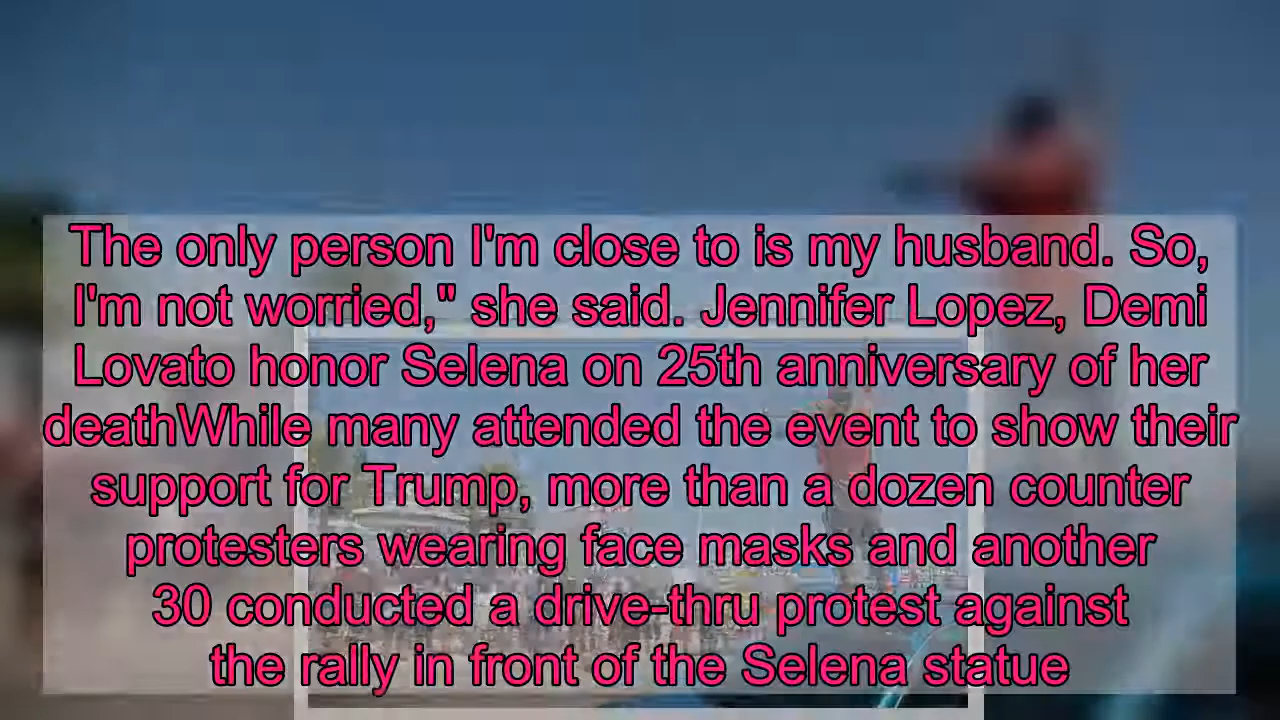 The only person I'm close to is my husband. So,
I'm not worried," she said. Jennifer Lopez, Demi
Lovato honor Selena on 25th anniversary of her
deathWhile many attended the event to show their
support for Trump, more than a dozen counter
protesters wearing face masks and another
30 conducted a drive-thru protest against
the rally in front of the Selena statue